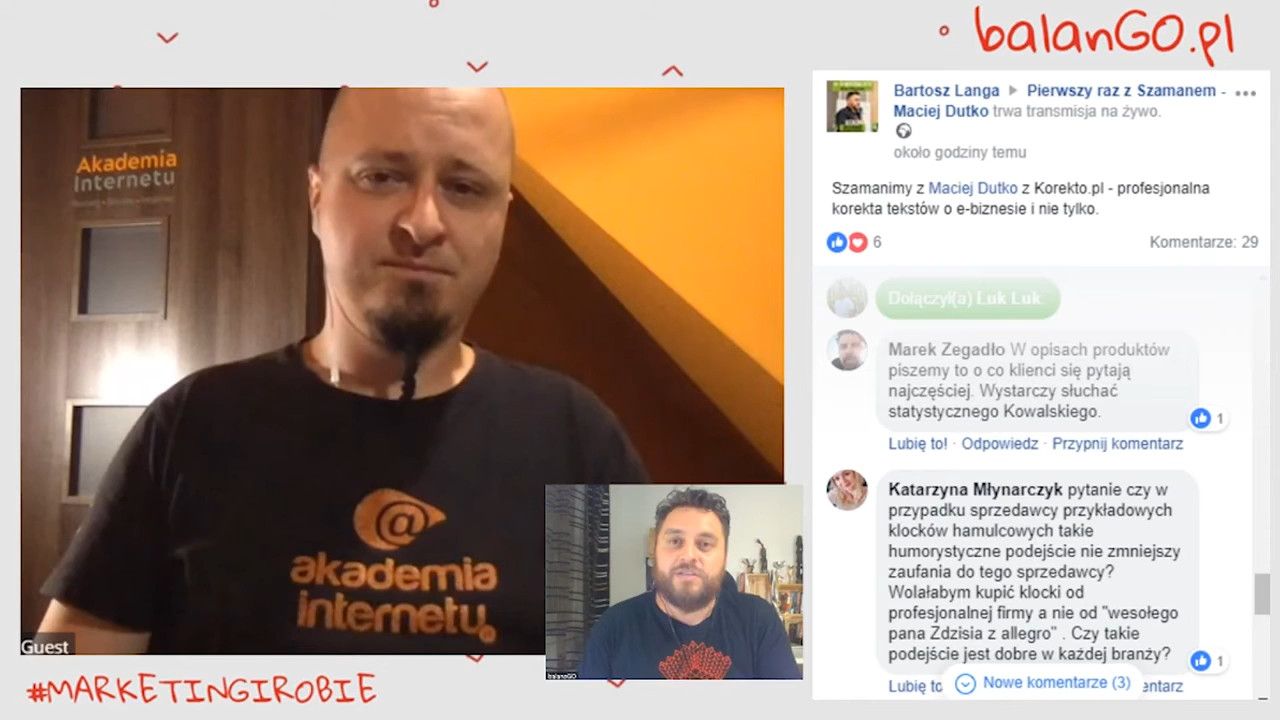 balanGO.pl
Akademia
Internetu
@
akademia
internetu
Guest
balanGO
#MARKETINGIROBIE
Bartosz Langa ▶ Pierwszy raz z Szamanem -
Maciej Dutko trwa transmisja na żywo.
około godziny temu
Szamanimy z Maciej Dutko z Korekto.pl - profesjonalna
korekta tekstów o e-biznesie i nie tylko.
6 Komentarze: 29
Dołączył(a) Luk Luk
Marek Zegadło W opisach produktów
piszemy to o co klienci się pytają
najczęściej. Wystarczy słuchać
statystycznego Kowalskiego.
1
Lubię to! · Odpowiedz · Przypnij komentarz
Katarzyna Młynarczyk pytanie czy w
przypadku sprzedawcy przykładowych
klocków hamulcowych takie
humorystyczne podejście nie zmniejszy
zaufania do tego sprzedawcy?
Wolałabym kupić klocki od
profesjonalnej firmy a nie od "wesołego
pana Zdzisia z allegro" . Czy takie
podejście jest dobre w każdej branży?
1
Lubię to Nowe komentarze (3) entarz